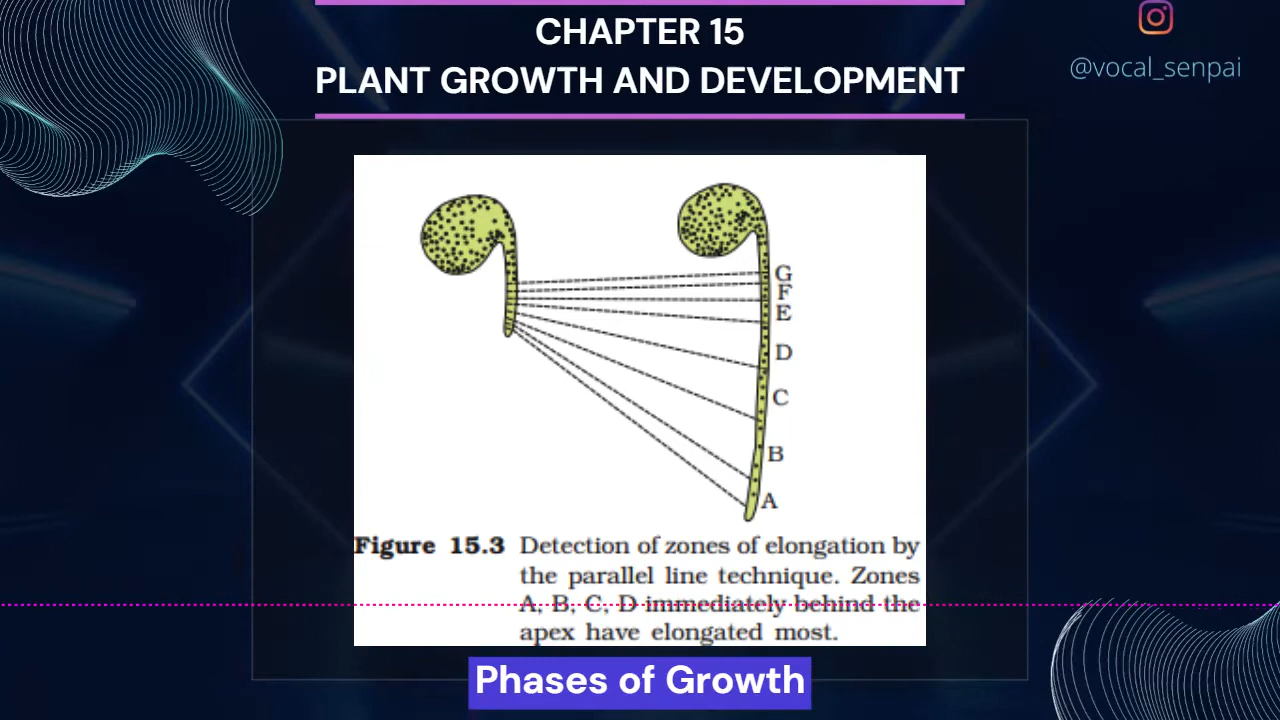 CHAPTER 15
PLANT GROWTH AND DEVELOPMENT
@vocal_senpai
G
F
E
D
C
B
A
Figure 15.3 Detection of zones of elongation by
the parallel line technique. Zones
A, B, C, D immediately behind the
apex have elongated most.
Phases of Growth